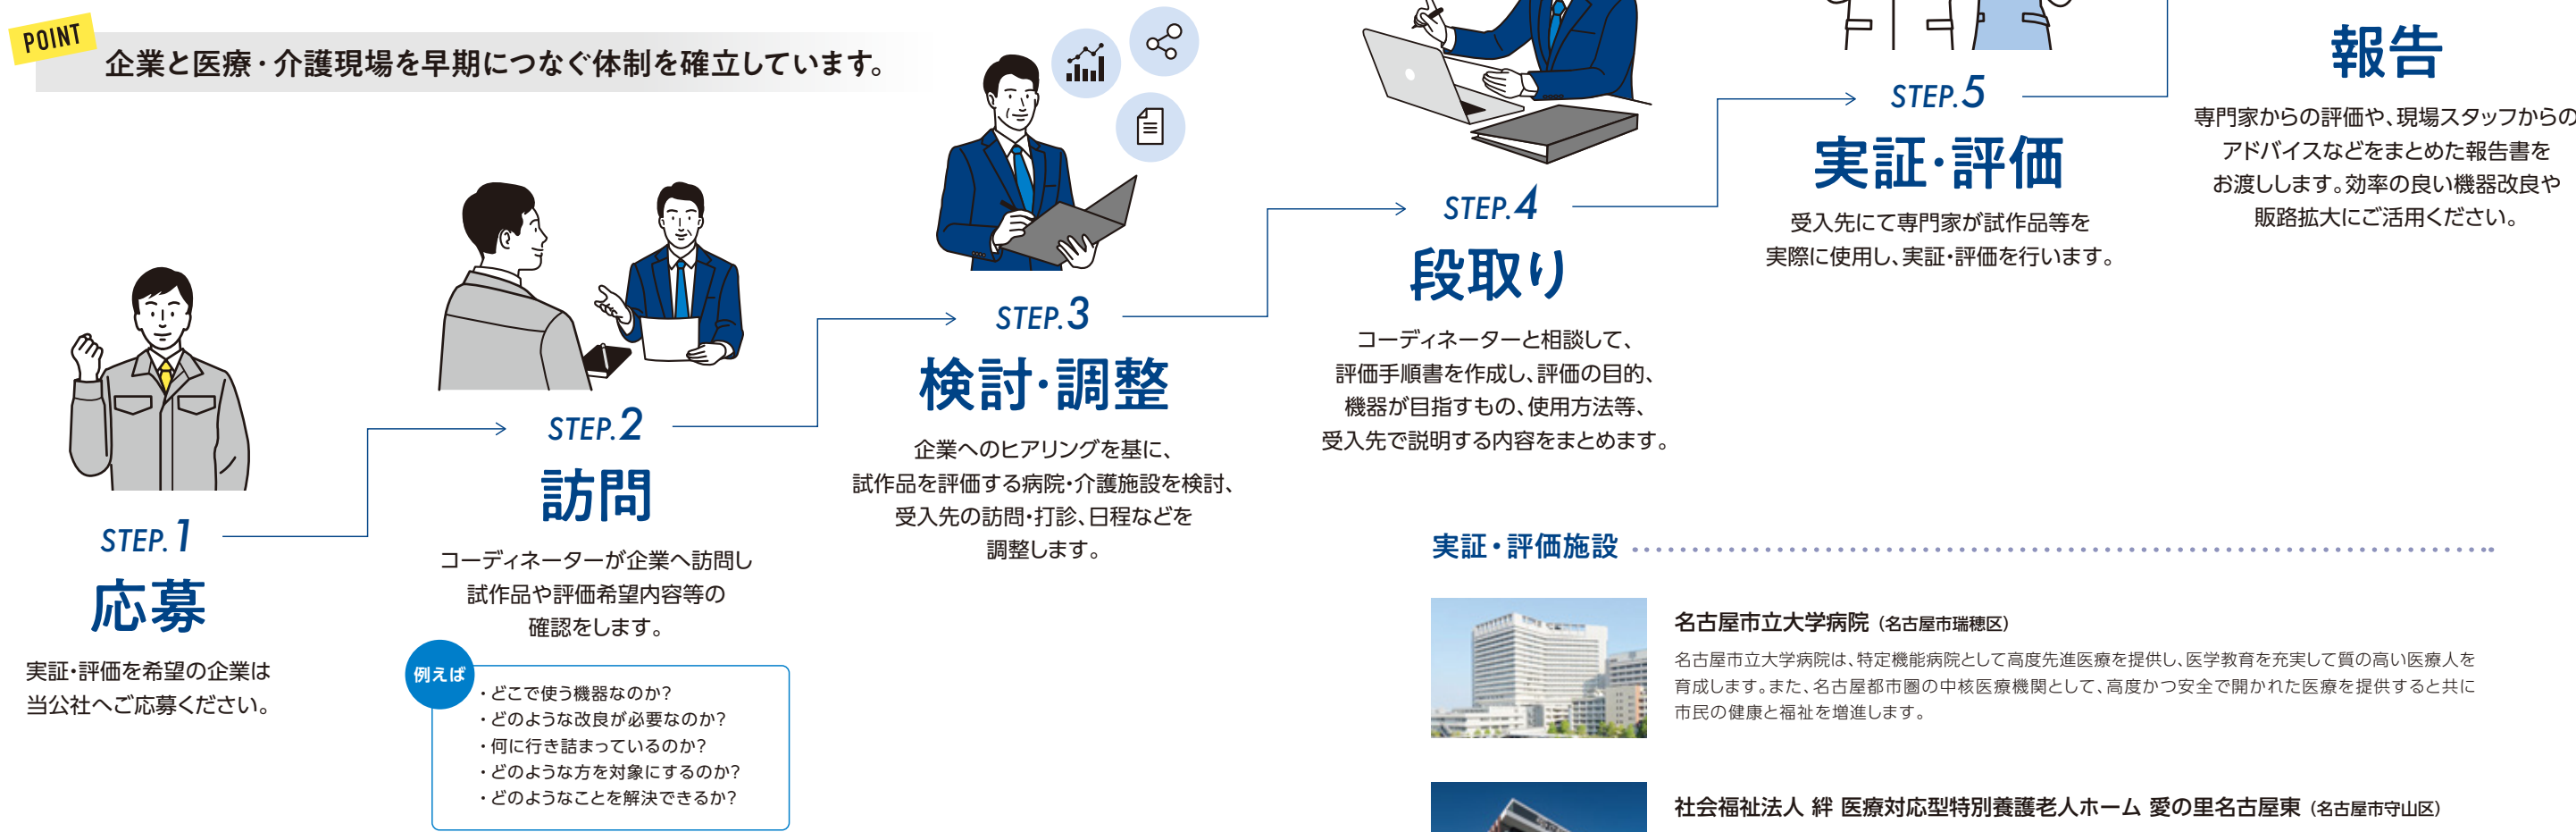 POINT
企業と医療・介護現場を早期につなぐ体制を確立しています。
STEP.1
応募
実証・評価を希望の企業は
当公社へご応募ください。
STEP.2
訪問
コーディネーターが企業へ訪問し
試作品や評価希望内容等の
確認をします。
例えば
・どこで使う機器なのか?
・どのような改良が必要なのか?
・何に行き詰まっているのか?
・どのような方を対象にするのか?
・どのようなことを解決できるか?
STEP.3
検討・調整
企業へのヒアリングを基に、
試作品を評価する病院・介護施設を検討、
受入先の訪問・打診、日程などを
調整します。
STEP.4
段取り
コーディネーターと相談して、
評価手順書を作成し、評価の目的、
機器が目指すもの、使用方法等、
受入先で説明する内容をまとめます。
STEP.5
実証・評価
受入先にて専門家が試作品等を
実際に使用し、実証・評価を行います。
報告
専門家からの評価や、現場スタッフからの
アドバイスなどをまとめた報告書を
お渡しします。効率の良い機器改良や
販路拡大にご活用ください。
実証・評価施設
名古屋市立大学病院（名古屋市瑞穂区）
名古屋市立大学病院は、特定機能病院として高度先進医療を提供し、医学教育を充実して質の高い医療人を
育成します。また、名古屋都市圏の中核医療機関として、高度かつ安全で開かれた医療を提供すると共に
市民の健康と福祉を増進します。
社会福祉法人 絆 医療対応型特別養護老人ホーム 愛の里名古屋東（名古屋市守山区）